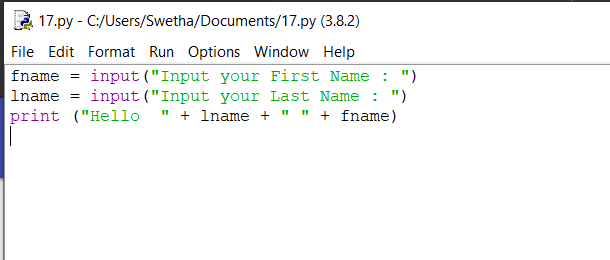 17.py - C:/Users/Swetha/Documents/17.py (3.8.2)
File Edit Format Run Options Window Help
fname = input("Input your First Name : ")
lname = input("Input your Last Name : ")
print ("Hello  " + lname + " " + fname)